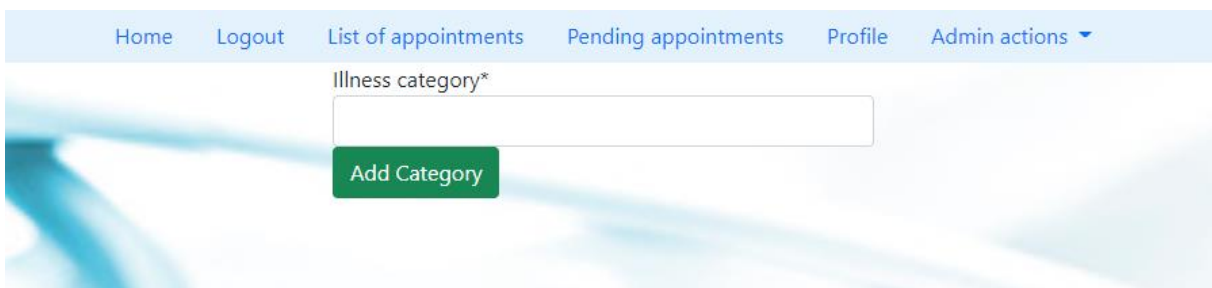 Home Logout List of appointments Pending appointments Profile Admin actions
Illness category*
Add Category